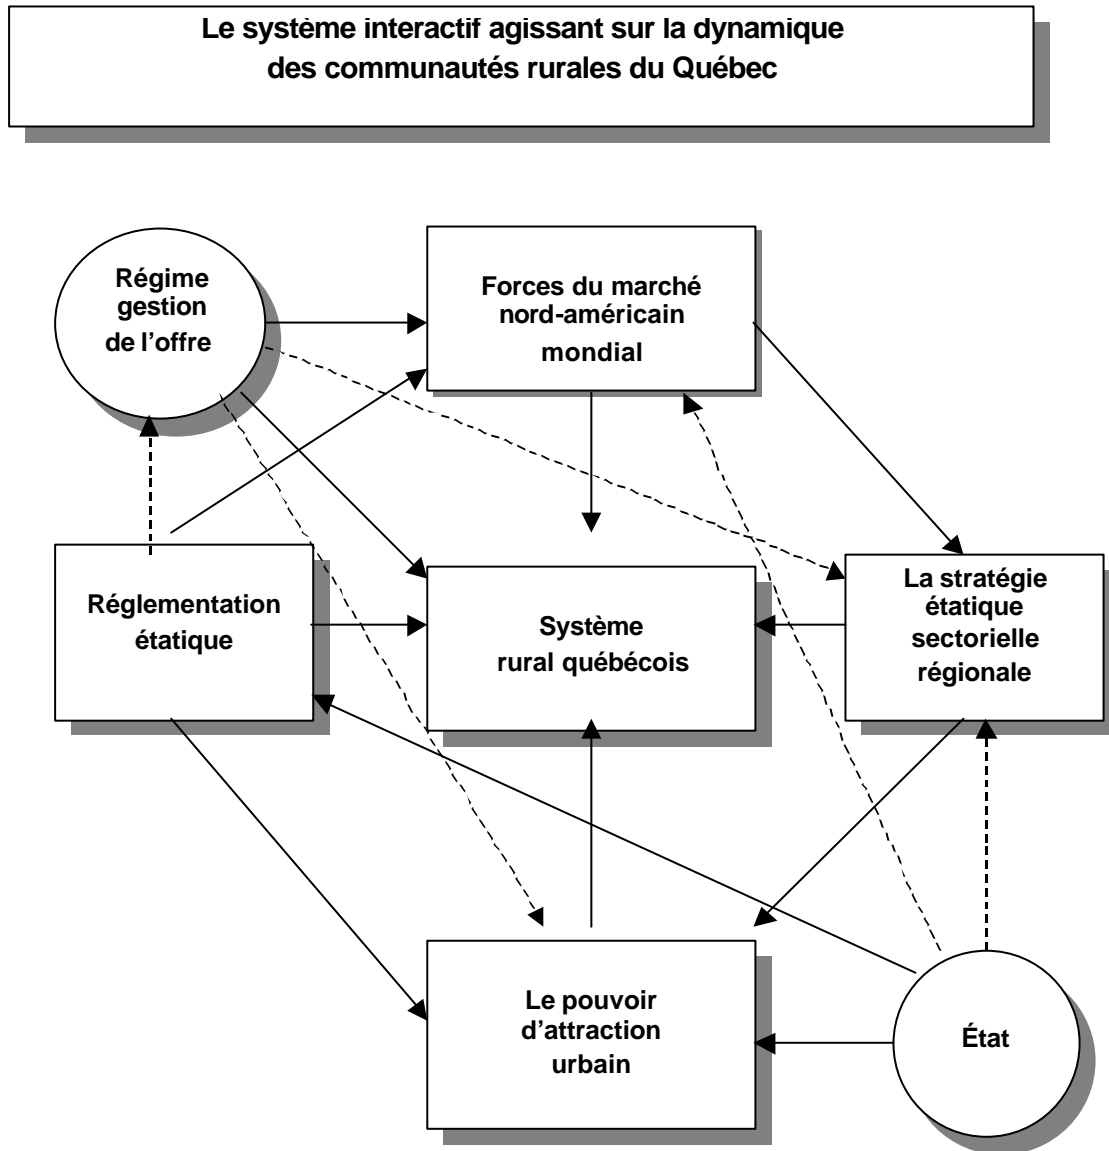 Le système interactif agissant sur la dynamique
des communautés rurales du Québec
Régime
gestion
de l'offre
Forces du marché
nord-américain
mondial
Réglementation
étatique
Système
rural québécois
La stratégie
étatique
sectorielle
régionale
Le pouvoir
d'attraction
urbain
État